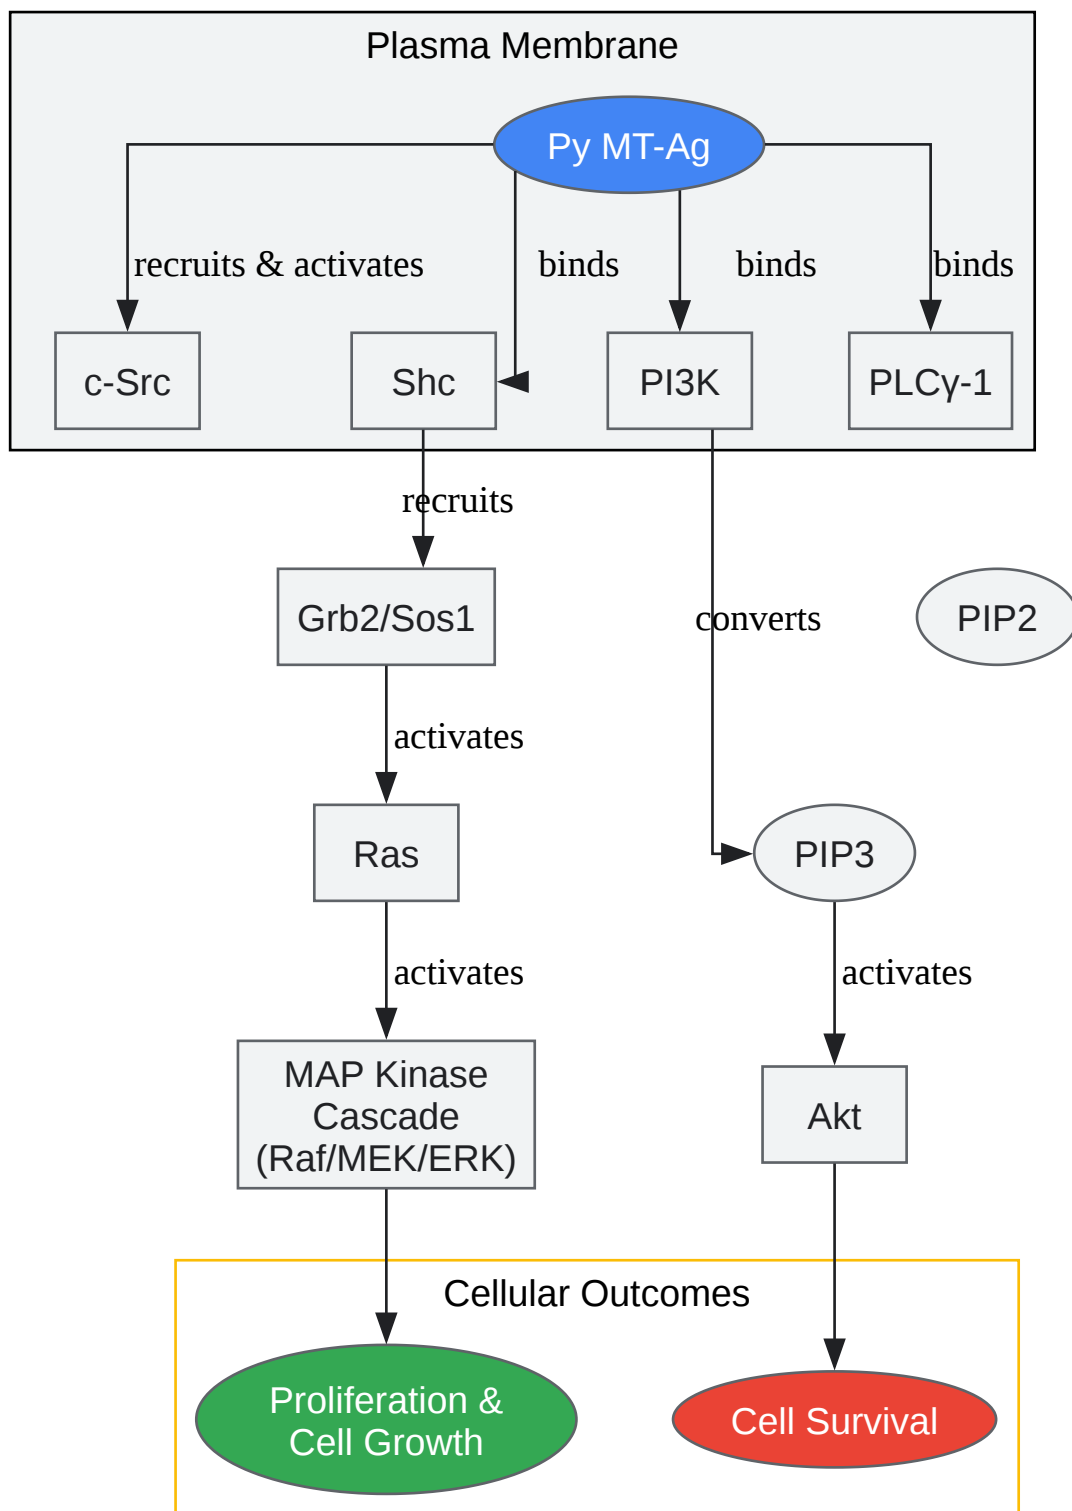 Plasma Membrane
Py MT-Ag
recruits & activates
binds
binds
binds
c-Src
Shc
PI3K
PLCγ-1
recruits
Grb2/Sos1
converts
PIP2
activates
Ras
PIP3
activates
activates
MAP Kinase
Cascade
(Raf/MEK/ERK)
Akt
Cellular Outcomes
Proliferation &
Cell Growth
Cell Survival